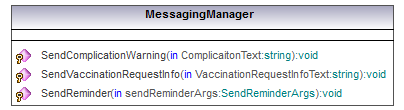 MessagingManager
SendComplicationWarning(in ComplicaitonText:string):void
SendVaccinationRequestInfo(in VaccinationRequestInfoText:string):void
SendReminder(in sendReminderArgs:SendReminderArgs):void